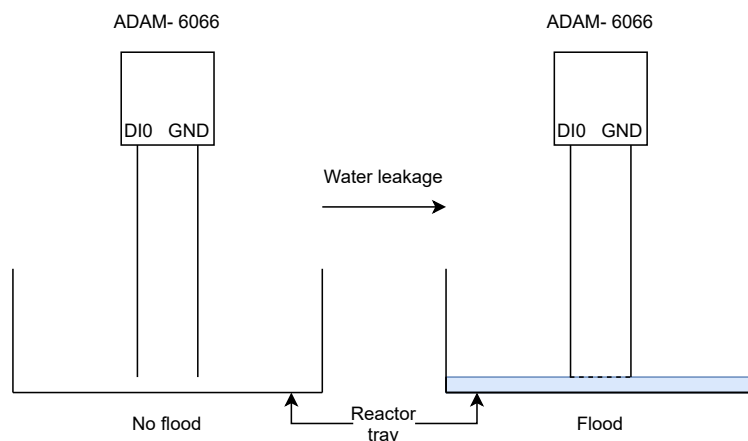 ADAM- 6066
ADAM- 6066
DI0 GND
DI0 GND
Water leakage
No flood
Reactor
tray
Flood